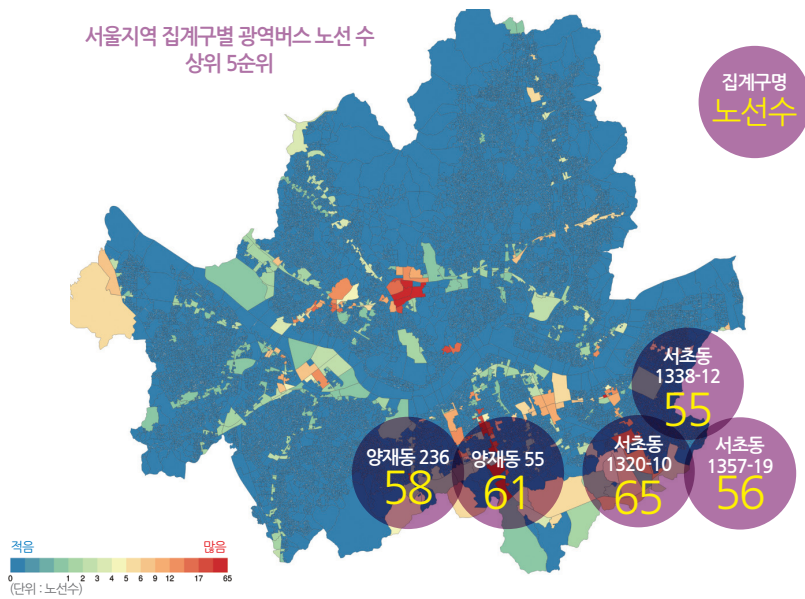 서울지역 집계구별 광역버스 노선 수
상위 5순위
집계구명
노선수
서초동
1338-12
55
양재동 236
58
양재동 55
61
서초동
1320-10
65
서초동
1357-19
56
적음 많음
0 1 2 3 4 5 6 9 12 17 65
(단위 : 노선수)